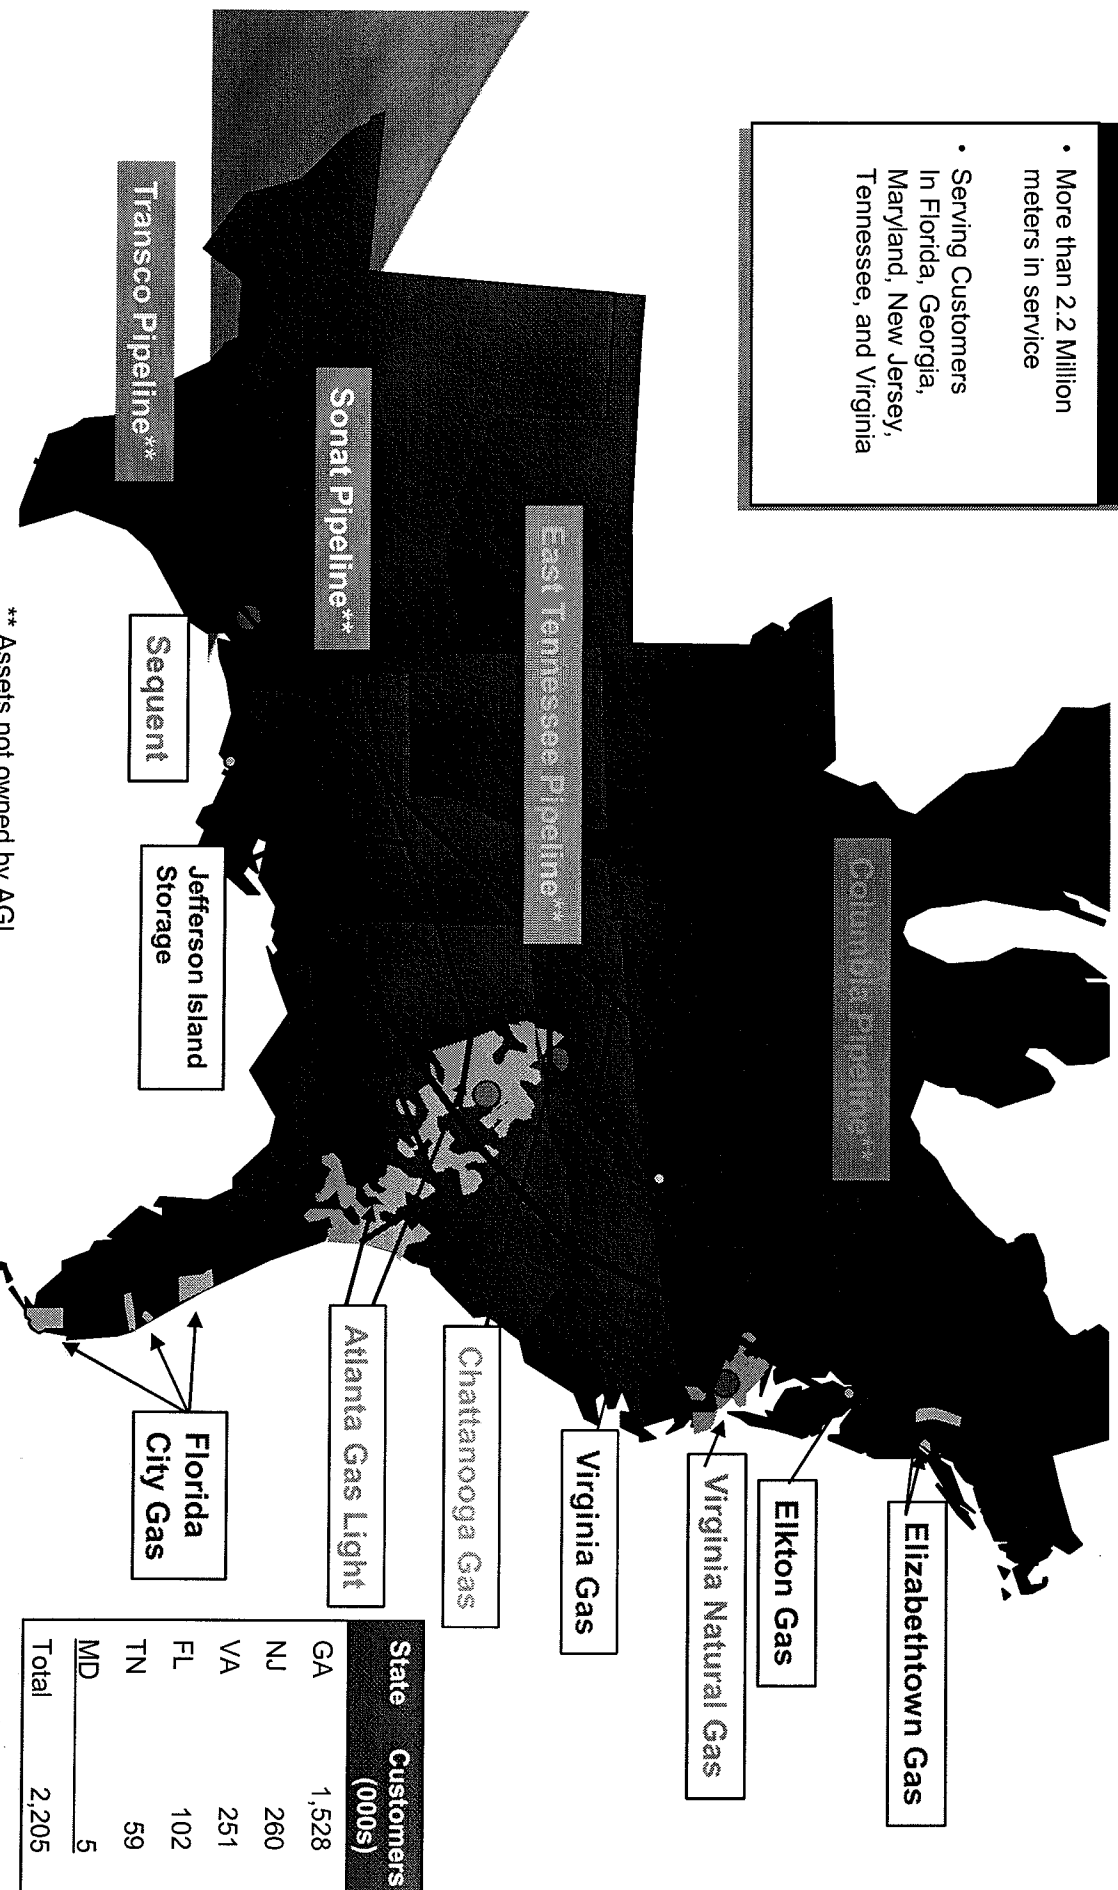 • More than 2.2 Million
meters in service
• Serving Customers
In Florida, Georgia,
Maryland, New Jersey,
Tennessee, and Virginia
Columbia Pipeline**
East Tennessee Pipeline**
Sonat Pipeline**
Transco Pipeline**
Sequent
Jefferson Island
Storage
Elizabethtown Gas
Elkton Gas
Virginia Natural Gas
Virginia Gas
Chattanooga Gas
Atlanta Gas Light
Florida
City Gas
State Customers
(000s)
GA 1,528
NJ 260
VA 251
FL 102
TN 59
MD 5
Total 2,205
** Assets not owned by AGL